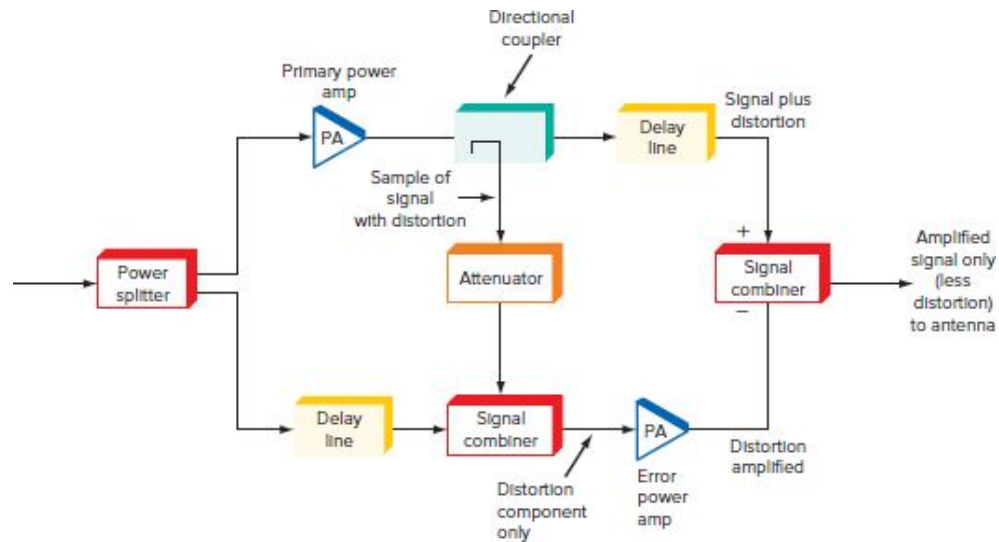 Directional
coupler
Primary power
amp
PA
Delay
line
Signal plus
distortion
Sample of
signal
with distortion
Power
splitter
Attenuator
+
Signal
combiner
−
Amplified
signal only
(less
distortion)
to antenna
Delay
line
Signal
combiner
PA
Distortion
amplified
Distortion
component
only
Error
power
amp